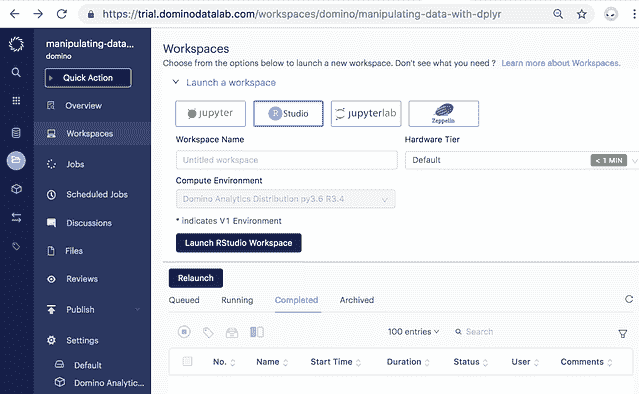 https://trial.dominodatalab.com/workspaces/domino/manipulating-data-with-dplyr
manipulating-data...
domino
Quick Action
Overview
Workspaces
Jobs
Scheduled Jobs
Discussions
Files
Reviews
Publish
Settings
Default
Domino Analytic...
Workspaces
Choose from the options below to launch a new workspace. Don't see what you need ? Learn more about Workspaces.
Launch a workspace
jupyter R Studio jupyterlab Zeppelin
Workspace Name Hardware Tier
Untitled workspace Default < 1 MIN
Compute Environment
Domino Analytics Distribution py3.6 R3.4
* indicates V1 Environment
Launch RStudio Workspace
Relaunch
Queued Running Completed Archived
100 entries Search
No. Name Start Time Duration Status User Comments